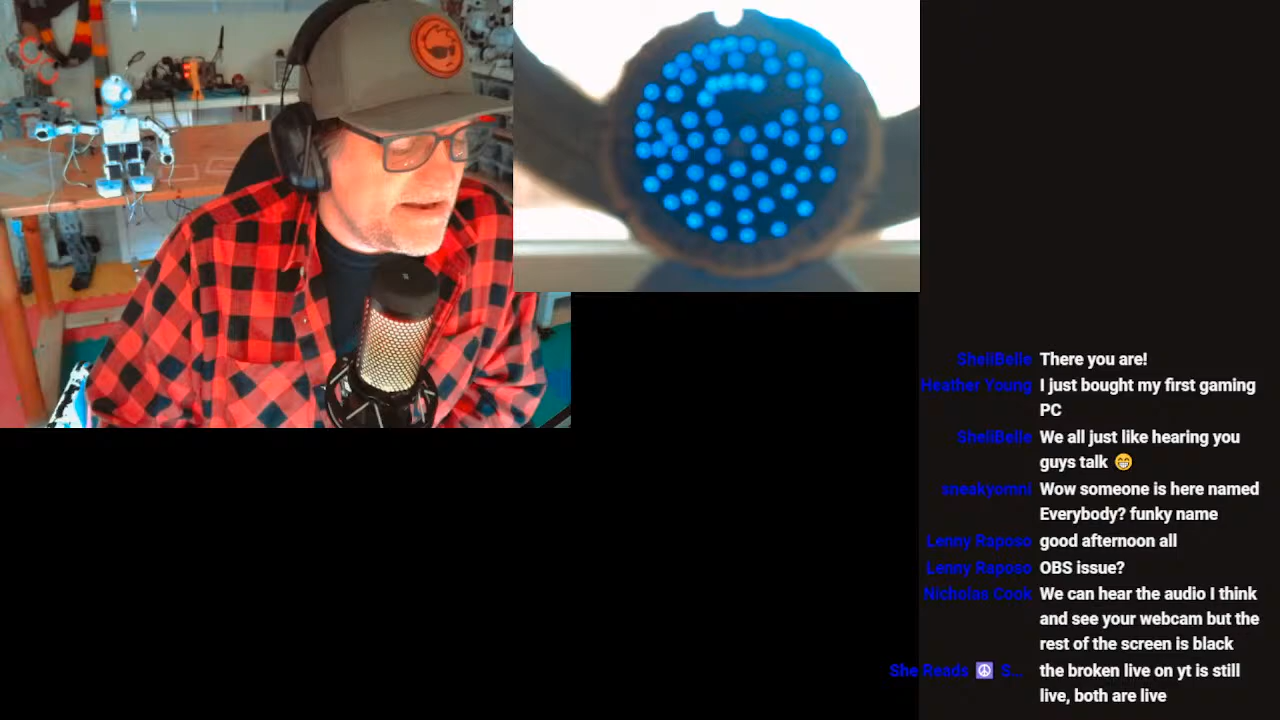 SheliBelle There you are!
Heather Young I just bought my first gaming
PC
SheliBelle We all just like hearing you
guys talk 😁
sneakyomni Wow someone is here named
Everybody? funky name
Lenny Raposo good afternoon all
Lenny Raposo OBS issue?
Nicholas Cook We can hear the audio I think
and see your webcam but the
rest of the screen is black
She Reads ☮ S... the broken live on yt is still
live, both are live